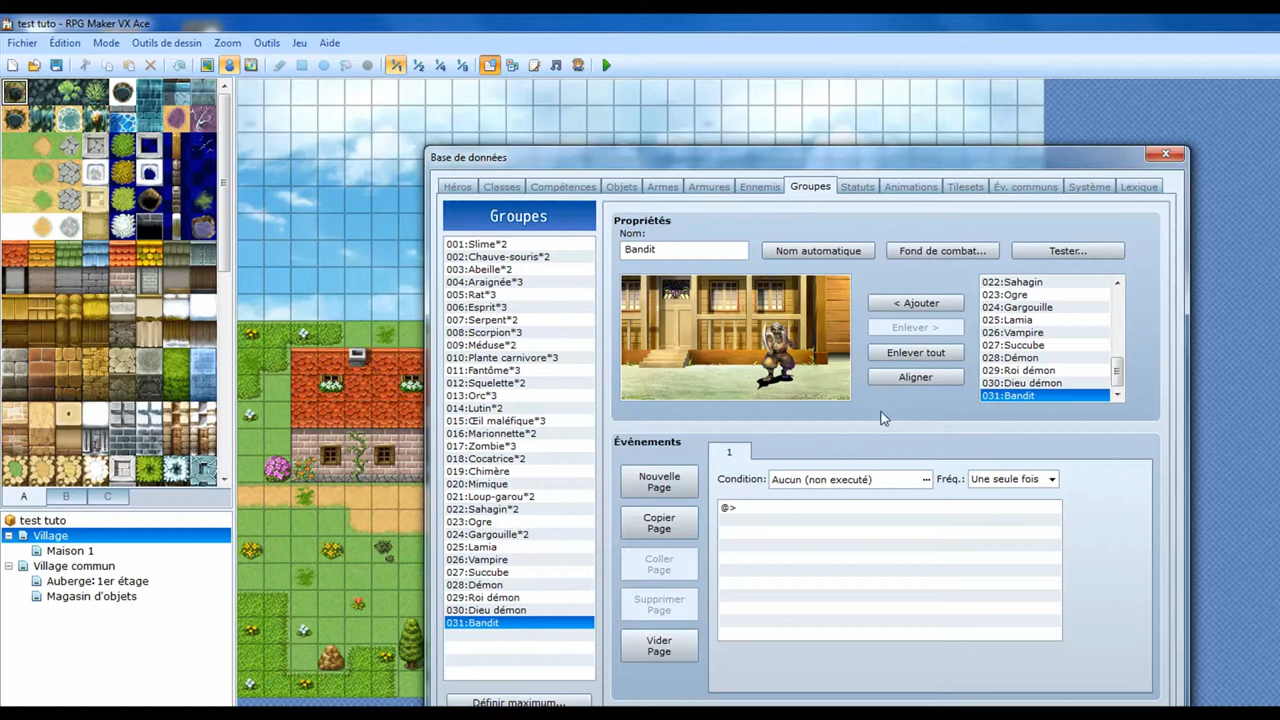 test tuto - RPG Maker VX Ace
Fichier Édition Mode Outils de dessin Zoom Outils Jeu Aide
1/1 1/2 1/4 1/8
A B C
test tuto
Village
Maison 1
Village commun
Auberge: 1er étage
Magasin d'objets
Base de données
Héros Classes Compétences Objets Armes Armures Ennemis Groupes Statuts Animations Tilesets Év. communs Système Lexique
Groupes
001:Slime*2
002:Chauve-souris*2
003:Abeille*2
004:Araignée*3
005:Rat*3
006:Esprit*3
007:Serpent*2
008:Scorpion*3
009:Méduse*2
010:Plante carnivore*3
011:Fantôme*3
012:Squelette*2
013:Orc*3
014:Lutin*2
015:Œil maléfique*3
016:Marionnette*2
017:Zombie*3
018:Cocatrice*2
019:Chimère
020:Mimique
021:Loup-garou*2
022:Sahagin*2
023:Ogre
024:Gargouille*2
025:Lamia
026:Vampire
027:Succube
028:Démon
029:Roi démon
030:Dieu démon
031:Bandit
Définir maximum...
Propriétés
Nom:
Bandit
Nom automatique
Fond de combat...
Tester...
< Ajouter
Enlever >
Enlever tout
Aligner
022:Sahagin
023:Ogre
024:Gargouille
025:Lamia
026:Vampire
027:Succube
028:Démon
029:Roi démon
030:Dieu démon
031:Bandit
Événements
Nouvelle
Page
Copier
Page
Coller
Page
Supprimer
Page
Vider
Page
1
Condition: Aucun (non executé) ... Fréq.: Une seule fois
@>